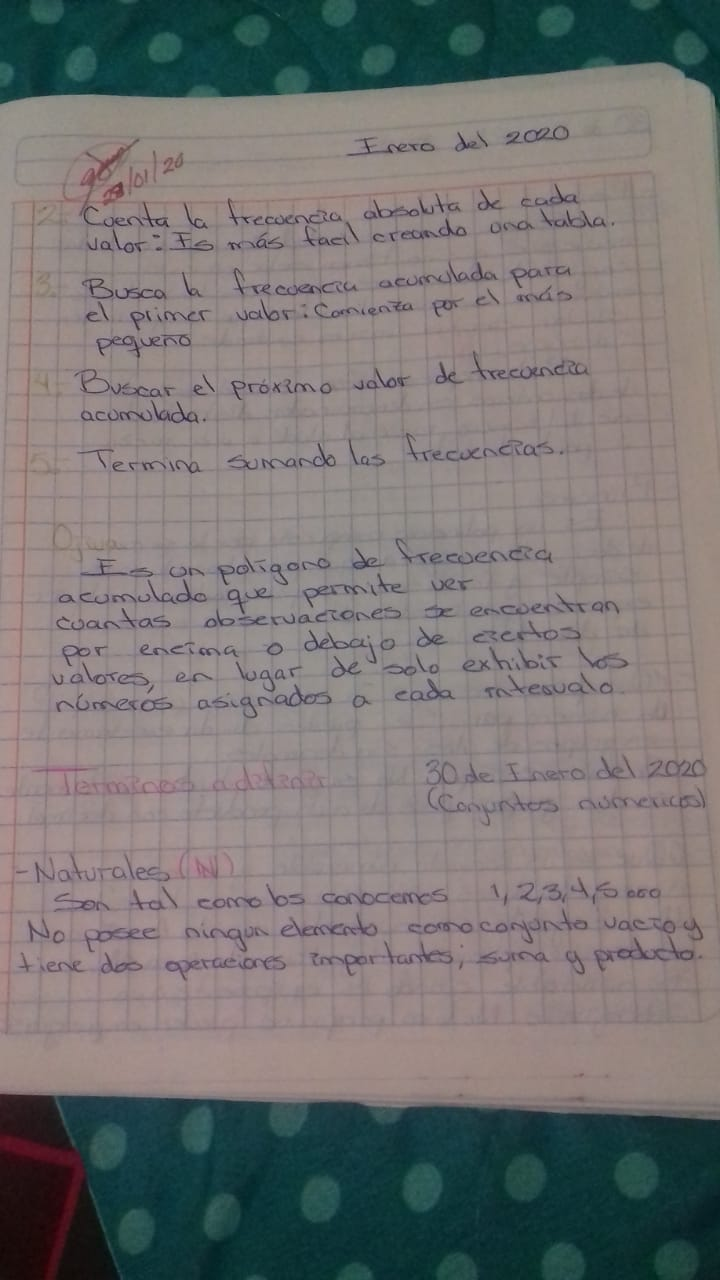 Enero del 2020
/01/20
2. Cuenta la frecuencia absoluta de cada
valor: Es más facil creando una tabla.
3. Busca la frecuencia acumulada para
el primer valor: Comienza por el más
pequeño
4. Buscar el próximo valor de frecuencia
acumulada.
5. Termina sumando las frecuencias.
Ojiva
Es un polígono de frecuencia
acumulado que permite ver
cuantas observaciones se encuentran
por encima o debajo de ciertos
valores, en lugar de solo exhibir los
números asignados a cada intervalo
Terminos a definir
30 de Enero del 2020
(Conjuntos numericos)
-Naturales (N)
Son tal como los conocemos 1,2,3,4,5...
No posee ningun elemento como conjunto vacio y
tiene dos operaciones importantes; suma y producto.